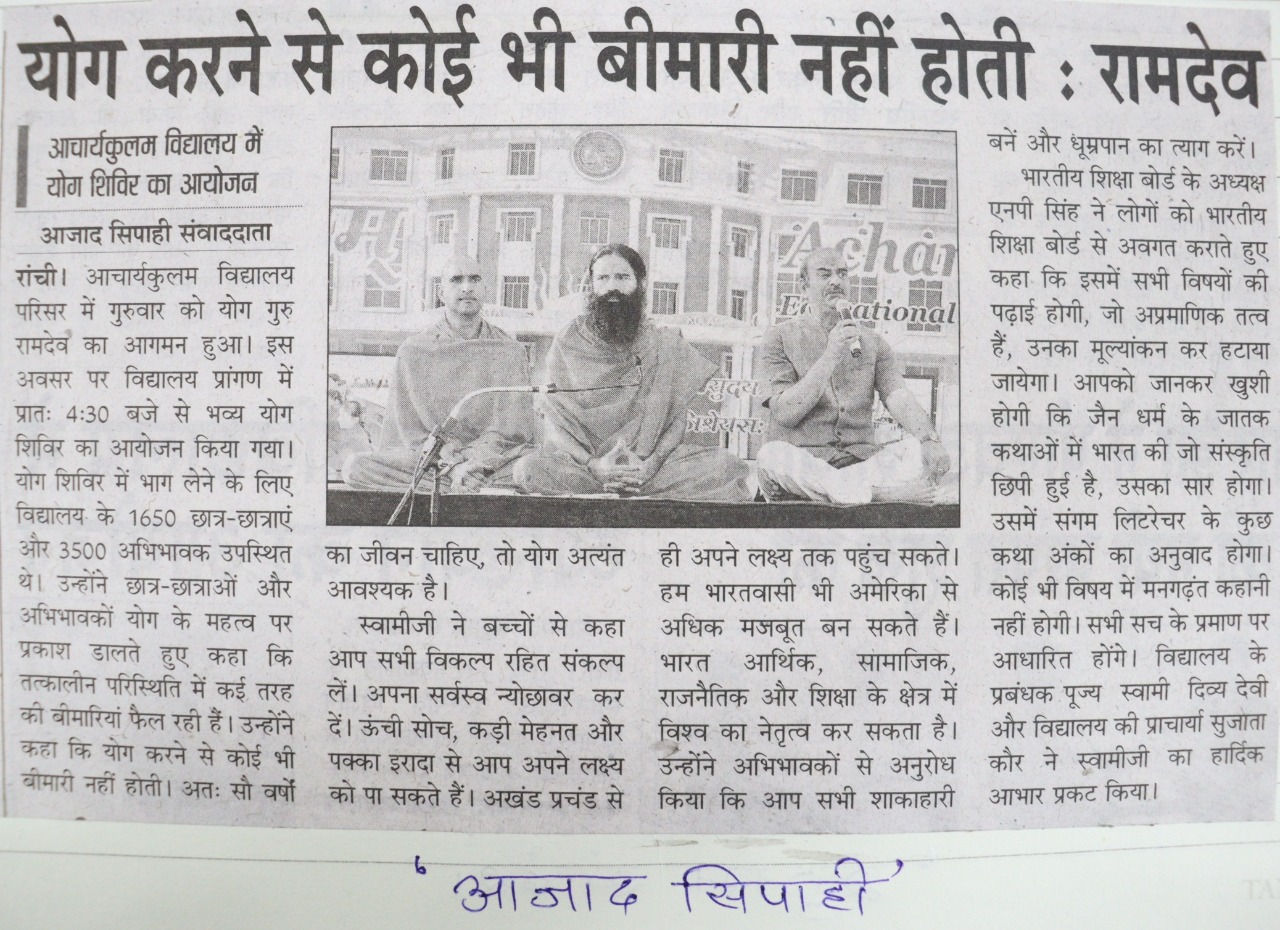 योग करने से कोई भी बीमारी नहीं होती : रामदेव
आचार्यकुलम विद्यालय में
योग शिविर का आयोजन
आजाद सिपाही संवाददाता
रांची। आचार्यकुलम विद्यालय
परिसर में गुरुवार को योग गुरु
रामदेव का आगमन हुआ। इस
अवसर पर विद्यालय प्रांगण में
प्रातः 4:30 बजे से भव्य योग
शिविर का आयोजन किया गया।
योग शिविर में भाग लेने के लिए
विद्यालय के 1650 छात्र-छात्राएं
और 3500 अभिभावक उपस्थित
थे। उन्होंने छात्र-छात्राओं और
अभिभावकों योग के महत्व पर
प्रकाश डालते हुए कहा कि
तत्कालीन परिस्थिति में कई तरह
की बीमारियां फैल रही हैं। उन्होंने
कहा कि योग करने से कोई भी
बीमारी नहीं होती। अतः सौ वर्षों
का जीवन चाहिए, तो योग अत्यंत
आवश्यक है।
स्वामीजी ने बच्चों से कहा
आप सभी विकल्प रहित संकल्प
लें। अपना सर्वस्व न्योछावर कर
दें। ऊंची सोच, कड़ी मेहनत और
पक्का इरादा से आप अपने लक्ष्य
को पा सकते हैं। अखंड प्रचंड से
ही अपने लक्ष्य तक पहुंच सकते।
हम भारतवासी भी अमेरिका से
अधिक मजबूत बन सकते हैं।
भारत आर्थिक, सामाजिक,
राजनैतिक और शिक्षा के क्षेत्र में
विश्व का नेतृत्व कर सकता है।
उन्होंने अभिभावकों से अनुरोध
किया कि आप सभी शाकाहारी
बनें और धूम्रपान का त्याग करें।
भारतीय शिक्षा बोर्ड के अध्यक्ष
एनपी सिंह ने लोगों को भारतीय
शिक्षा बोर्ड से अवगत कराते हुए
कहा कि इसमें सभी विषयों की
पढ़ाई होगी, जो अप्रमाणिक तत्व
हैं, उनका मूल्यांकन कर हटाया
जायेगा। आपको जानकर खुशी
होगी कि जैन धर्म के जातक
कथाओं में भारत की जो संस्कृति
छिपी हुई है, उसका सार होगा।
उसमें संगम लिटरेचर के कुछ
कथा अंकों का अनुवाद होगा।
कोई भी विषय में मनगढ़ंत कहानी
नहीं होगी। सभी सच के प्रमाण पर
आधारित होंगे। विद्यालय के
प्रबंधक पूज्य स्वामी दिव्य देवी
और विद्यालय की प्राचार्या सुजाता
कौर ने स्वामीजी का हार्दिक
आभार प्रकट किया।
Achar
'आजाद सिपाही'